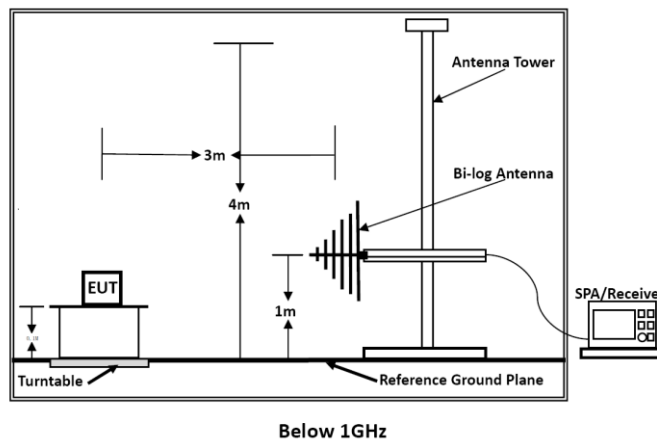 Antenna Tower
3m
Bi-log Antenna
4m
EUT
1m
SPA/Receive
Turntable
Reference Ground Plane
Below 1GHz